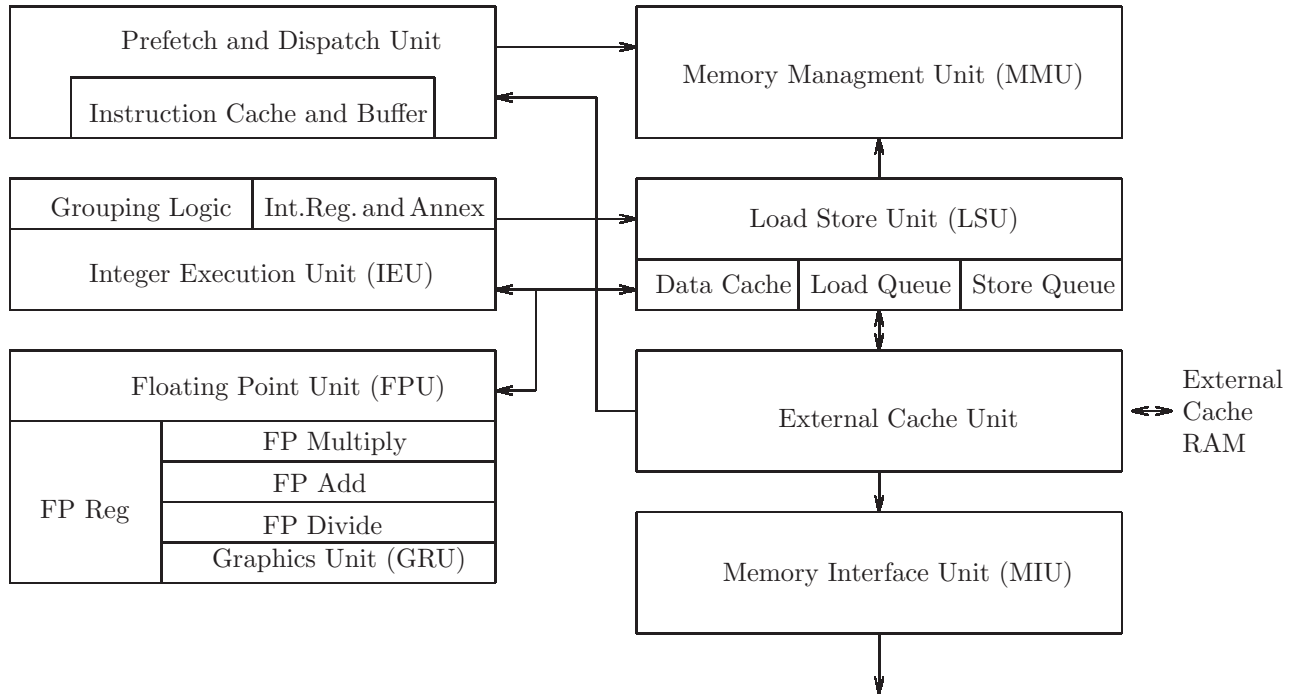 Prefetch and Dispatch Unit
Instruction Cache and Buffer
Memory Managment Unit (MMU)
Grouping Logic
Int.Reg. and Annex
Integer Execution Unit (IEU)
Load Store Unit (LSU)
Data Cache
Load Queue
Store Queue
Floating Point Unit (FPU)
FP Reg
FP Multiply
FP Add
FP Divide
Graphics Unit (GRU)
External Cache Unit
External
Cache
RAM
Memory Interface Unit (MIU)